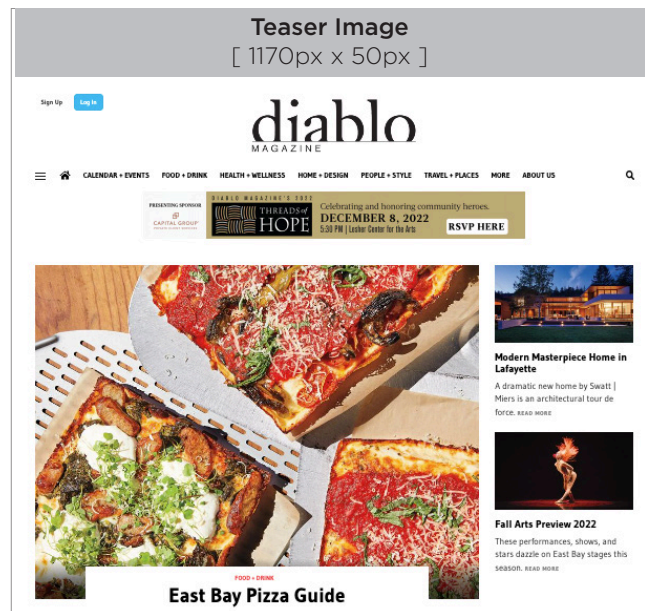 Teaser Image
[ 1170px x 50px ]
Sign Up
Log In
diablo
MAGAZINE
CALENDAR + EVENTS FOOD + DRINK HEALTH + WELLNESS HOME + DESIGN PEOPLE + STYLE TRAVEL + PLACES MORE ABOUT US
PRESENTING SPONSOR
CAPITAL GROUP
DIABLO MAGAZINE'S 2022
THREADS of
HOPE
Celebrating and honoring community heroes.
DECEMBER 8, 2022
5:30 PM | Lesher Center for the Arts
RSVP HERE
FOOD + DRINK
East Bay Pizza Guide
Modern Masterpiece Home in
Lafayette
A dramatic new home by Swatt |
Miers is an architectural tour de
force. READ MORE
Fall Arts Preview 2022
These performances, shows, and
stars dazzle on East Bay stages this
season. READ MORE